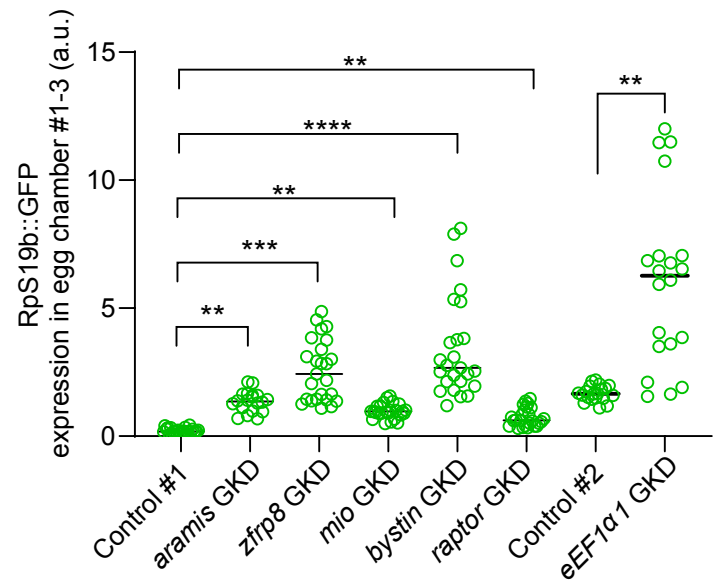 RpS19b::GFP
expression in egg chamber #1-3 (a.u.)
15
10
5
0
**
****
**
***
**
**
Control #1
aramis GKD
zfrp8 GKD
mio GKD
bystin GKD
raptor GKD
Control #2
eEF1α1 GKD